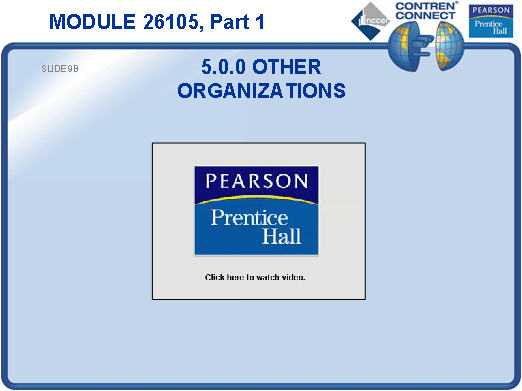 MODULE 26105, Part 1
nccer
CONTREN®
CONNECT
PEARSON
Prentice
Hall
SLIDE 9B
5.0.0 OTHER
ORGANIZATIONS
PEARSON
Prentice
Hall
Click here to watch video.